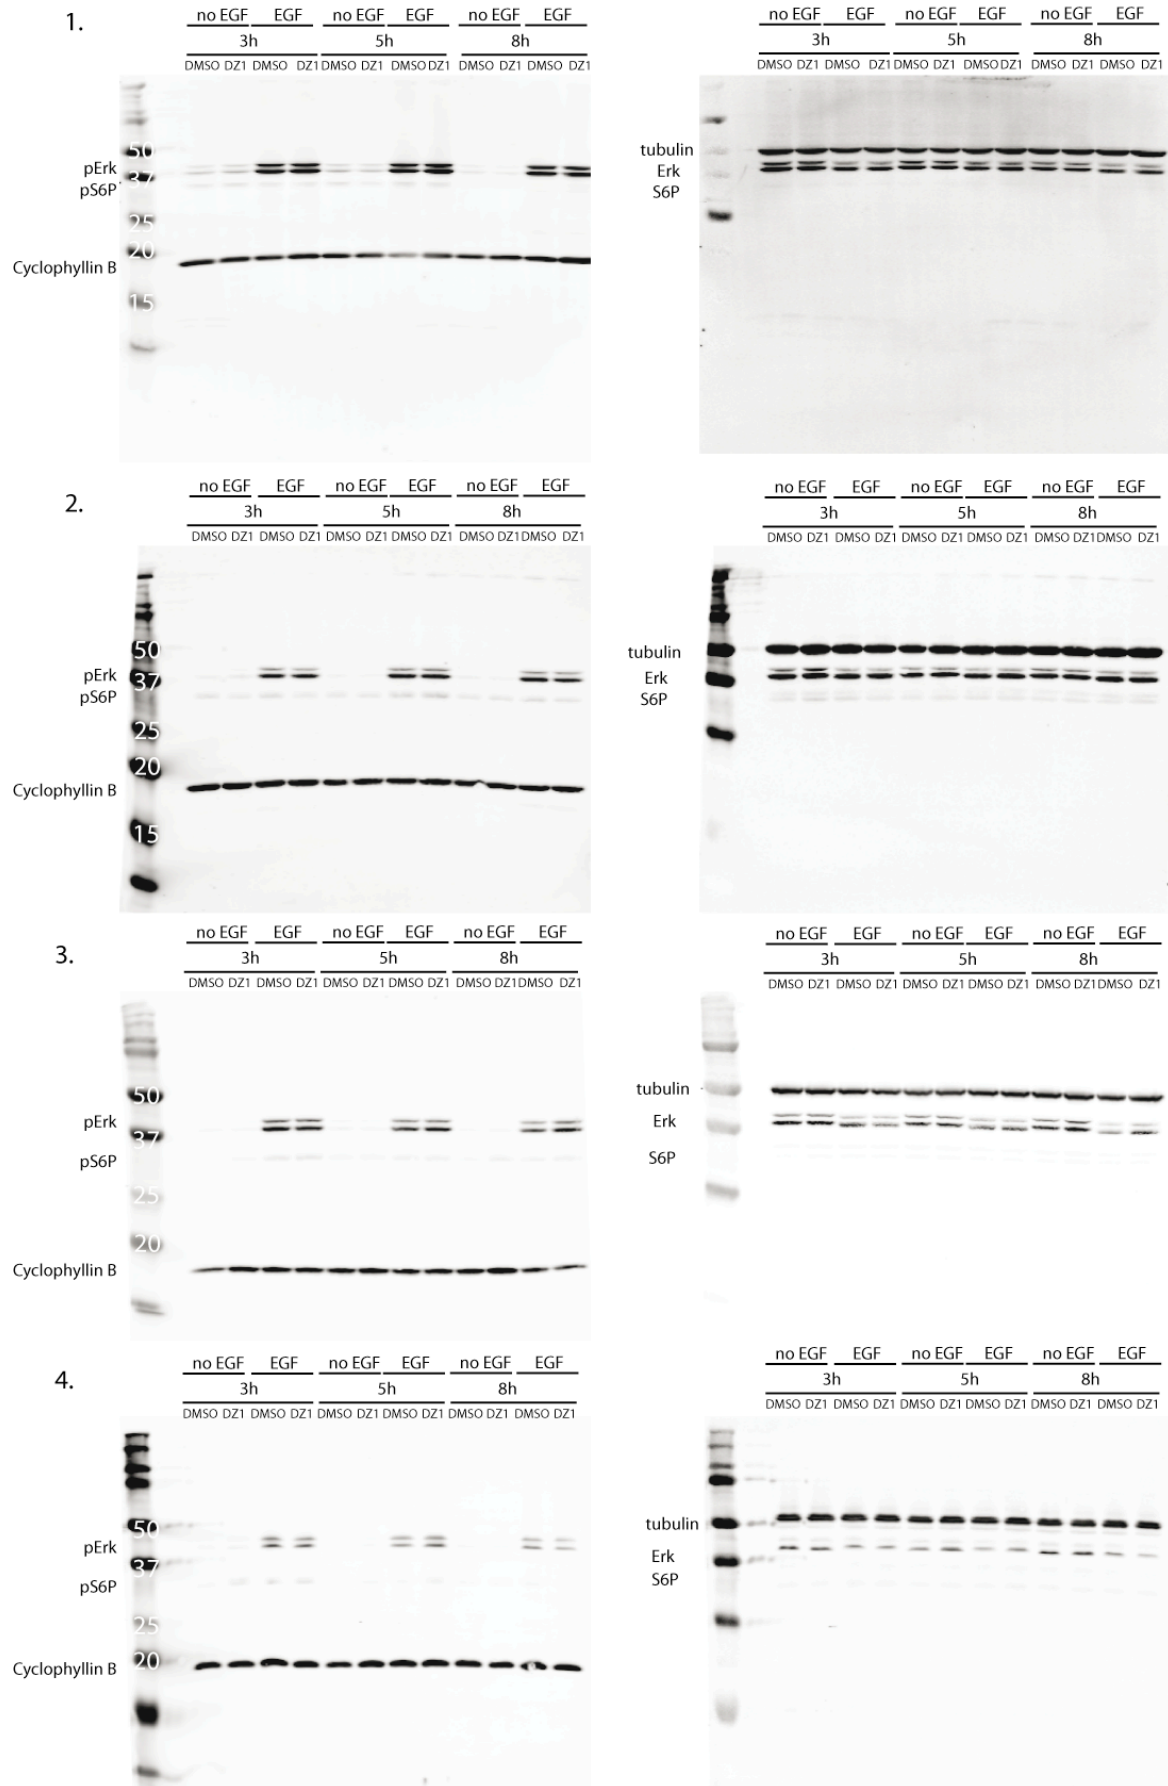 1.
no EGF EGF no EGF EGF no EGF EGF
3h 5h 8h
DMSO DZ1 DMSO DZ1 DMSO DZ1 DMSO DZ1 DMSO DZ1 DMSO DZ1
50
pErk
37
pS6P
25
20
Cyclophyllin B
15
no EGF EGF no EGF EGF no EGF EGF
3h 5h 8h
DMSO DZ1 DMSO DZ1 DMSO DZ1 DMSO DZ1 DMSO DZ1 DMSO DZ1
tubulin
Erk
S6P
2.
no EGF EGF no EGF EGF no EGF EGF
3h 5h 8h
DMSO DZ1 DMSO DZ1 DMSO DZ1 DMSO DZ1 DMSO DZ1 DMSO DZ1
50
pErk
37
pS6P
25
20
Cyclophyllin B
15
no EGF EGF no EGF EGF no EGF EGF
3h 5h 8h
DMSO DZ1 DMSO DZ1 DMSO DZ1 DMSO DZ1 DMSO DZ1 DMSO DZ1
tubulin
Erk
S6P
3.
no EGF EGF no EGF EGF no EGF EGF
3h 5h 8h
DMSO DZ1 DMSO DZ1 DMSO DZ1 DMSO DZ1 DMSO DZ1 DMSO DZ1
50
pErk
37
pS6P
25
20
Cyclophyllin B
no EGF EGF no EGF EGF no EGF EGF
3h 5h 8h
DMSO DZ1 DMSO DZ1 DMSO DZ1 DMSO DZ1 DMSO DZ1 DMSO DZ1
tubulin
Erk
S6P
4.
no EGF EGF no EGF EGF no EGF EGF
3h 5h 8h
DMSO DZ1 DMSO DZ1 DMSO DZ1 DMSO DZ1 DMSO DZ1 DMSO DZ1
50
pErk
37
pS6P
25
20
Cyclophyllin B
no EGF EGF no EGF EGF no EGF EGF
3h 5h 8h
DMSO DZ1 DMSO DZ1 DMSO DZ1 DMSO DZ1 DMSO DZ1 DMSO DZ1
tubulin
Erk
S6P